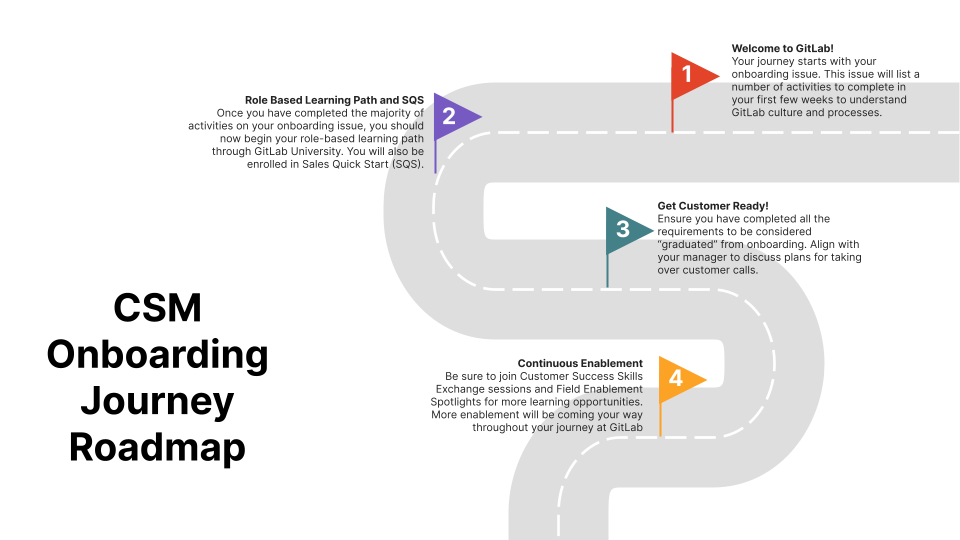 1
Welcome to GitLab!
Your journey starts with your
onboarding issue. This issue will list a
number of activities to complete in
your first few weeks to understand
GitLab culture and processes.
2
Role Based Learning Path and SQS
Once you have completed the majority of
activities on your onboarding issue, you should
now begin your role-based learning path
through GitLab University. You will also be
enrolled in Sales Quick Start (SQS).
3
Get Customer Ready!
Ensure you have completed all the
requirements to be considered
“graduated” from onboarding. Align with
your manager to discuss plans for taking
over customer calls.
CSM
Onboarding
Journey
Roadmap
4
Continuous Enablement
Be sure to join Customer Success Skills
Exchange sessions and Field Enablement
Spotlights for more learning opportunities.
More enablement will be coming your way
throughout your journey at GitLab